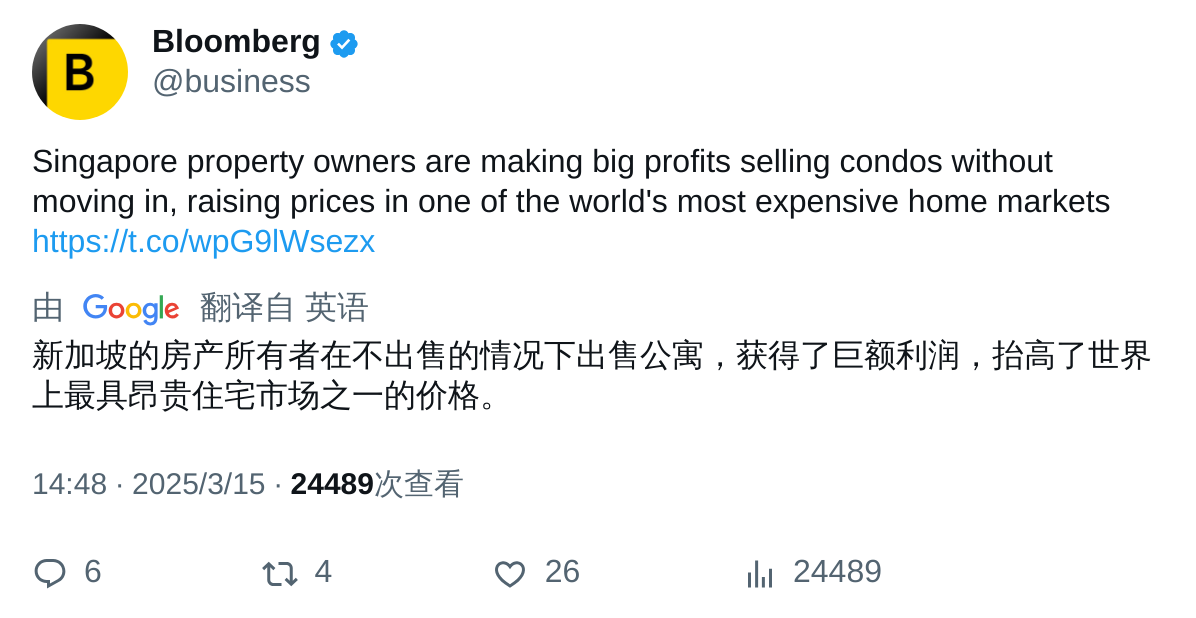 B
Bloomberg
@business
Singapore property owners are making big profits selling condos without
moving in, raising prices in one of the world's most expensive home markets
https://t.co/wpG9lWsezx
由 Google 翻译自 英语
新加坡的房产所有者在不出售的情况下出售公寓，获得了巨额利润，抬高了世界
上最具昂贵住宅市场之一的价格。
14:48 · 2025/3/15 · 24489次查看
6 4 26 24489